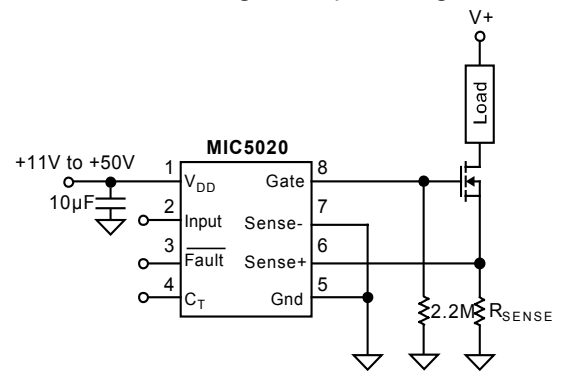 V+
Load
MIC5020
+11V to +50V
10µF
1
V_DD
2
Input
3
Fault
4
C_T
Gate
8
Sense-
7
Sense+
6
Gnd
5
2.2M
R_SENSE